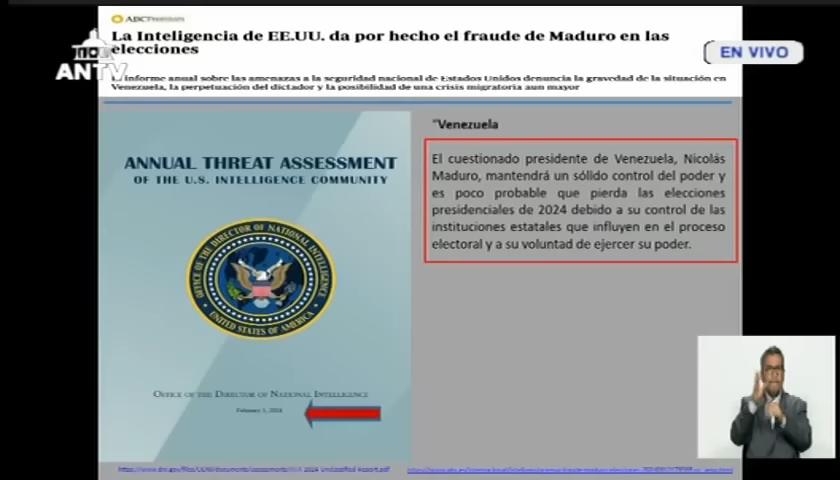 ABC Premium
La Inteligencia de EE.UU. da por hecho el fraude de Maduro en las
elecciones
ANTV
EN VIVO
El informe anual sobre las amenazas a la seguridad nacional de Estados Unidos denuncia la gravedad de la situación en
Venezuela, la perpetuación del dictador y la posibilidad de una crisis migratoria aun mayor
"Venezuela
ANNUAL THREAT ASSESSMENT
OF THE U.S. INTELLIGENCE COMMUNITY
El cuestionado presidente de Venezuela, Nicolás
Maduro, mantendrá un sólido control del poder y
es poco probable que pierda las elecciones
presidenciales de 2024 debido a su control de las
instituciones estatales que influyen en el proceso
electoral y a su voluntad de ejercer su poder.
OFFICE OF THE DIRECTOR OF NATIONAL INTELLIGENCE
UNITED STATES OF AMERICA
OFFICE OF THE DIRECTOR OF NATIONAL INTELLIGENCE
February 5, 2024